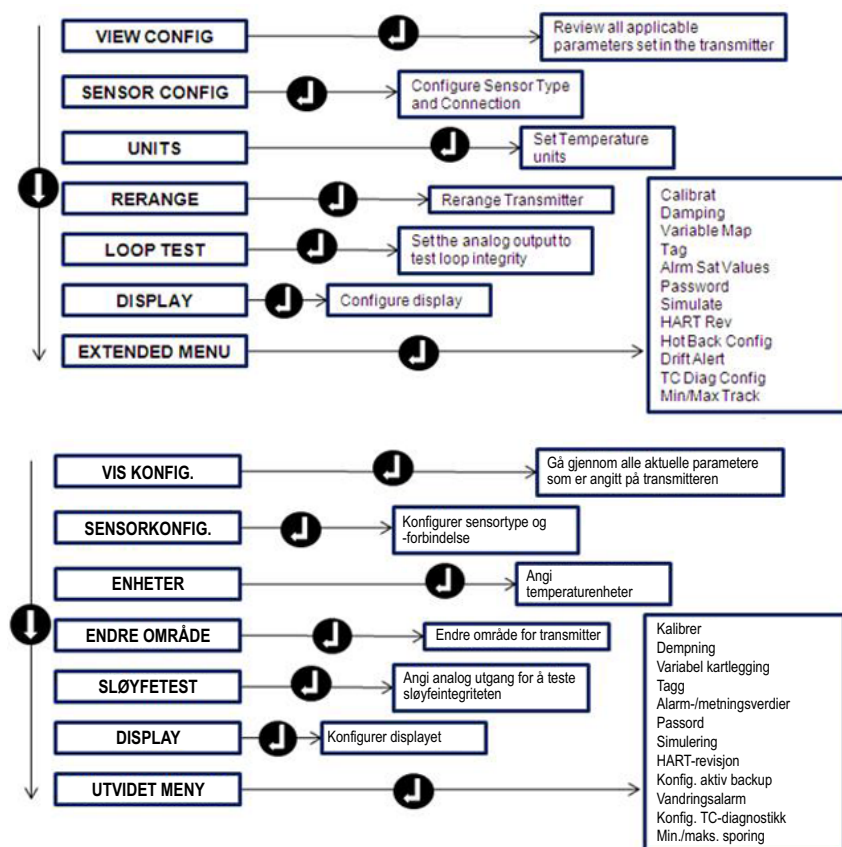 VIEW CONFIG
Review all applicable
parameters set in the transmitter
SENSOR CONFIG
Configure Sensor Type
and Connection
UNITS
Set Temperature
units
RERANGE
Rerange Transmitter
LOOP TEST
Set the analog output to
test loop integrity
DISPLAY
Configure display
EXTENDED MENU
Calibrat
Damping
Variable Map
Tag
Alrm Sat Values
Password
Simulate
HART Rev
Hot Back Config
Drift Alert
TC Diag Config
Min/Max Track
VIS KONFIG.
Gå gjennom alle aktuelle parametere
som er angitt på transmitteren
SENSORKONFIG.
Konfigurer sensortype og
-forbindelse
ENHETER
Angi
temperaturenheter
ENDRE OMRÅDE
Endre område for transmitter
SLØYFETEST
Angi analog utgang for å teste
sløyfeintegriteten
DISPLAY
Konfigurer displayet
UTVIDET MENY
Kalibrer
Dempning
Variabel kartlegging
Tagg
Alarm-/metningsverdier
Passord
Simulering
HART-revisjon
Konfig. aktiv backup
Vandringsalarm
Konfig. TC-diagnostikk
Min./maks. sporing